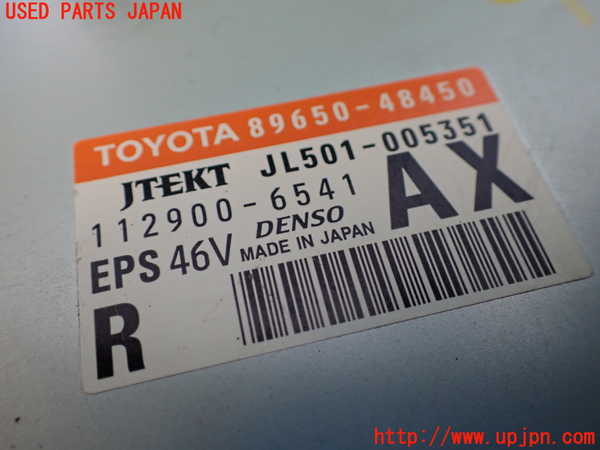 USED PARTS JAPAN
TOYOTA 89650-48450
JTEKT JL501-005351
112900-6541 AX
DENSO
EPS 46V MADE IN JAPAN
R
http://www.upjpn.com/